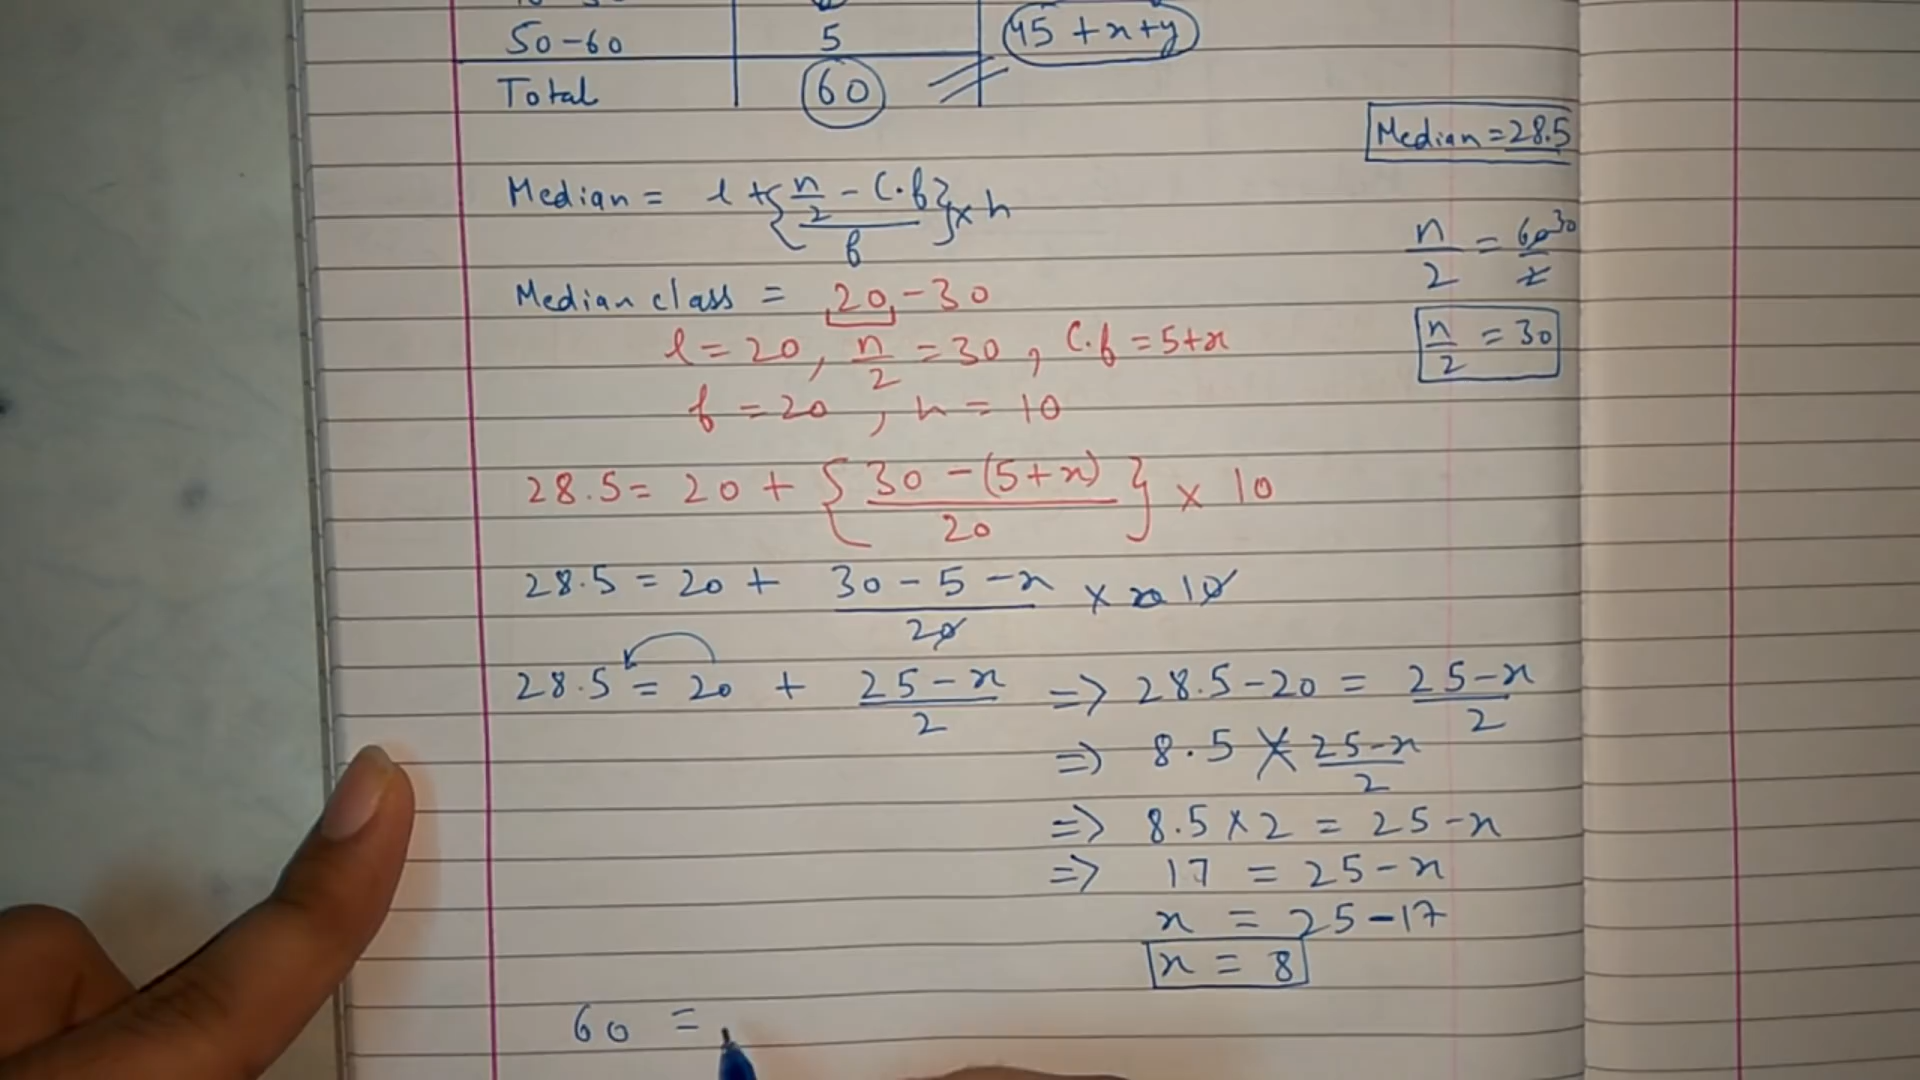 50-60 5 45 + x + y
Total 60
Median = 28.5
Median = l + { n/2 - C.f / f } × h
n/2 = 60/2 30
Median class = 20 - 30
n/2 = 30
l = 20, n/2 = 30, C.f = 5+x
f = 20, h = 10
28.5 = 20 + { 30 - (5+x) / 20 } × 10
28.5 = 20 + 30 - 5 - x / 20 × 10
28.5 = 20 + 25 - x / 2 => 28.5 - 20 = 25 - x / 2
=> 8.5 = 25 - x / 2
=> 8.5 × 2 = 25 - x
=> 17 = 25 - x
x = 25 - 17
x = 8
60 =